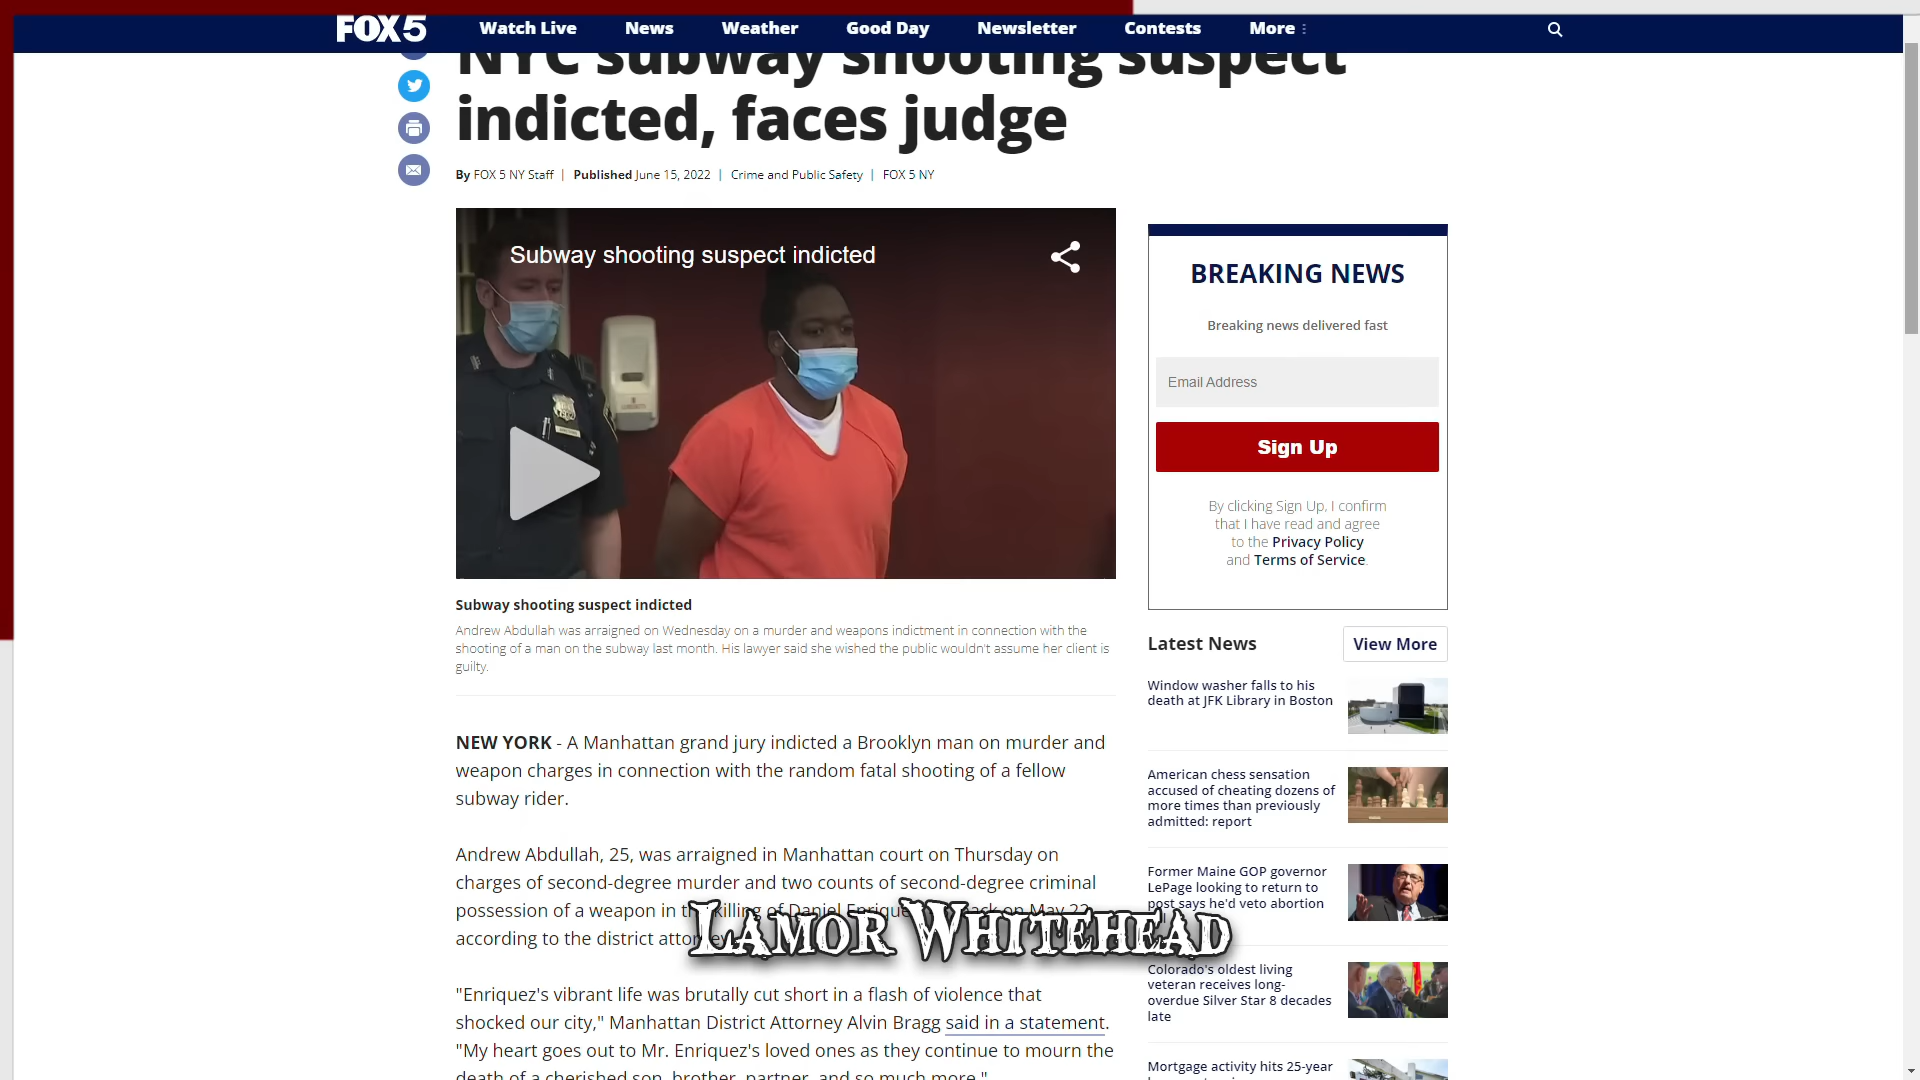 FOX 5
Watch Live News Weather Good Day Newsletter Contests More
NYC subway shooting suspect
indicted, faces judge
By FOX 5 NY Staff | Published June 15, 2022 | Crime and Public Safety | FOX 5 NY
Subway shooting suspect indicted
Subway shooting suspect indicted
Andrew Abdullah was arraigned on Wednesday on a murder and weapons indictment in connection with the
shooting of a man on the subway last month. His lawyer said she wished the public wouldn't assume her client is
guilty.
NEW YORK - A Manhattan grand jury indicted a Brooklyn man on murder and
weapon charges in connection with the random fatal shooting of a fellow
subway rider.
Andrew Abdullah, 25, was arraigned in Manhattan court on Thursday on
charges of second-degree murder and two counts of second-degree criminal
possession of a weapon in the killing of Daniel back on May 22,
according to the district
LAMOR WHITEHEAD
"Enriquez's vibrant life was brutally cut short in a flash of violence that
shocked our city," Manhattan District Attorney Alvin Bragg said in a statement.
"My heart goes out to Mr. Enriquez's loved ones as they continue to mourn the
death of a cherished son, brother, partner, and so much more."
BREAKING NEWS
Breaking news delivered fast
Email Address
Sign Up
By clicking Sign Up, I confirm
that I have read and agree
to the Privacy Policy
and Terms of Service.
Latest News
View More
Window washer falls to his
death at JFK Library in Boston
American chess sensation
accused of cheating dozens of
more times than previously
admitted: report
Former Maine GOP governor
LePage looking to return to
post says he'd veto abortion
Colorado's oldest living
veteran receives long-
overdue Silver Star 8 decades
late
Mortgage activity hits 25-year